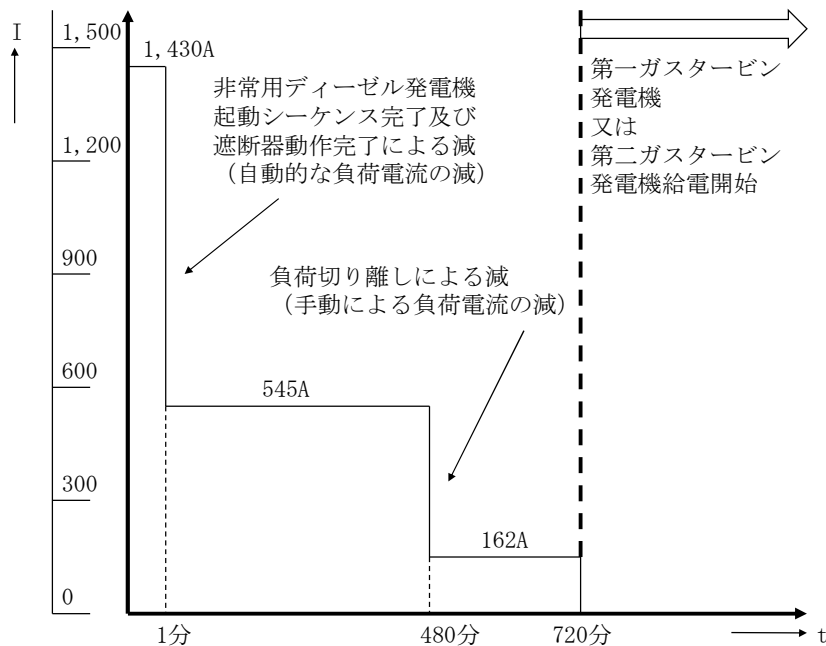 I
1,500
1,200
900
600
300
0
1,430A
非常用ディーゼル発電機
起動シーケンス完了及び
遮断器動作完了による減
（自動的な負荷電流の減）
負荷切り離しによる減
（手動による負荷電流の減）
545A
162A
第一ガスタービン
発電機
又は
第二ガスタービン
発電機給電開始
1分
480分
720分
t